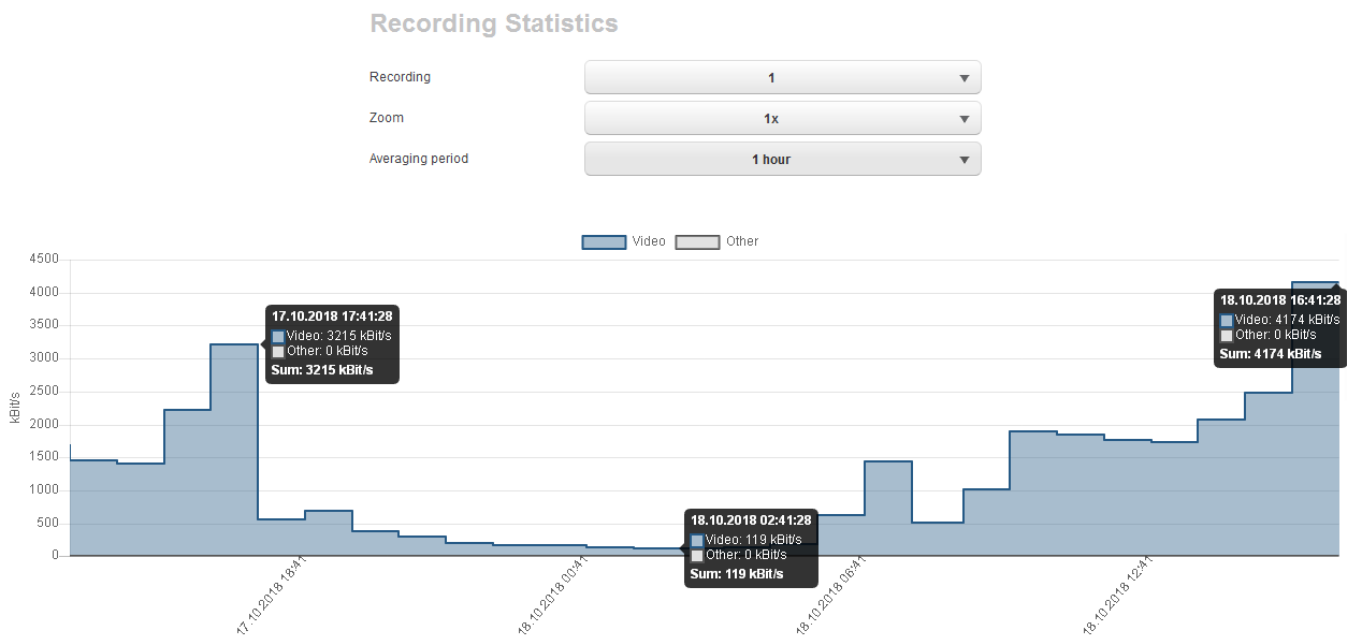 Recording Statistics
Recording 1
Zoom 1x
Averaging period 1 hour
Video Other
4500
4000
3500
3000
2500
2000
1500
1000
500
0
kBit/s
17.10.2018 17:41:28
Video: 3215 kBit/s
Other: 0 kBit/s
Sum: 3215 kBit/s
18.10.2018 02:41:28
Video: 119 kBit/s
Other: 0 kBit/s
Sum: 119 kBit/s
18.10.2018 16:41:28
Video: 4174 kBit/s
Other: 0 kBit/s
Sum: 4174 kBit/s
17.10.2018 18:41
18.10.2018 00:41
18.10.2018 06:41
18.10.2018 12:41